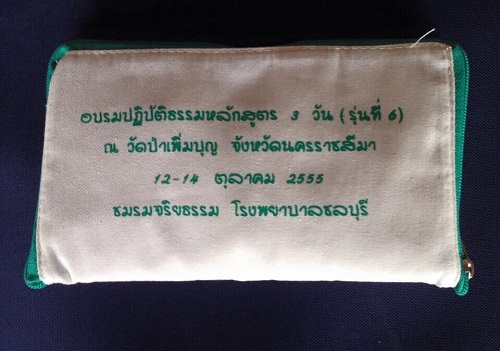 อบรมปฏิบัติธรรมหลักสูตร 3 วัน (รุ่นที่ 6)
ณ วัดป่าเพิ่มบุญ จังหวัดนครราชสีมา
12-14 ตุลาคม 2555
ชมรมจริยธรรม โรงพยาบาลชลบุรี